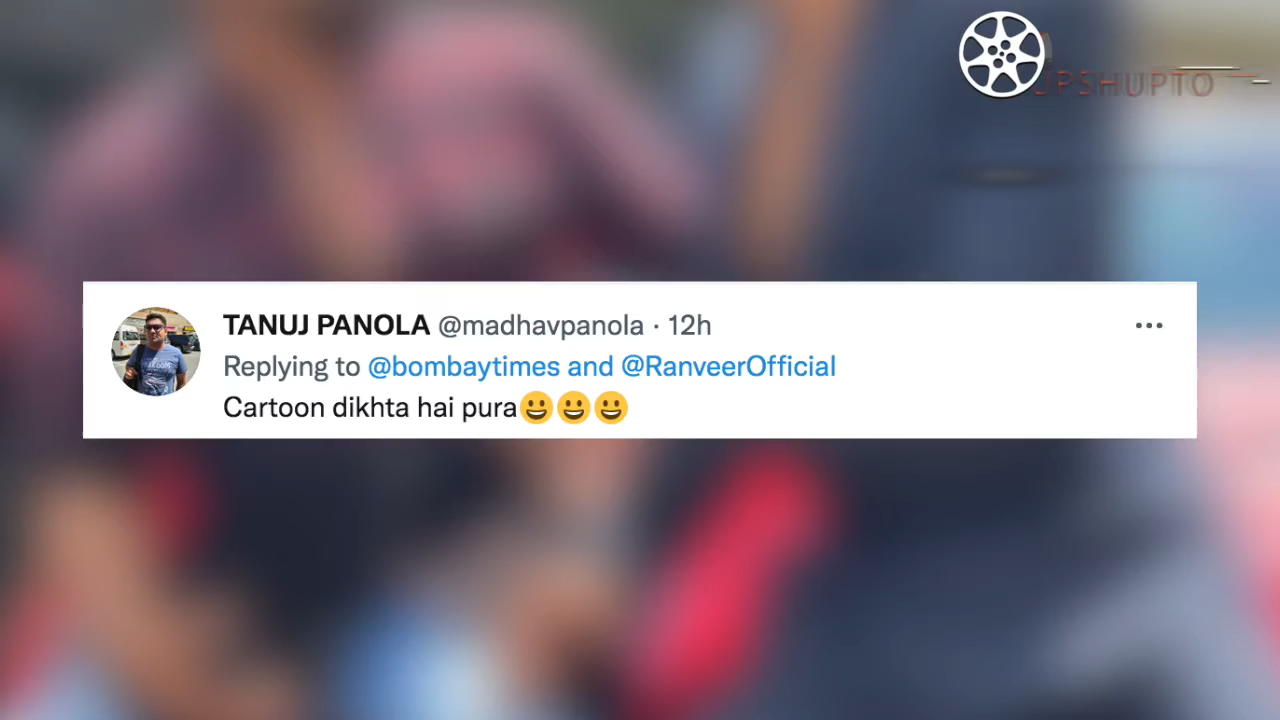 TANUJ PANOLA @madhavpanola · 12h
Replying to @bombaytimes and @RanveerOfficial
Cartoon dikhta hai pura😀😀😀